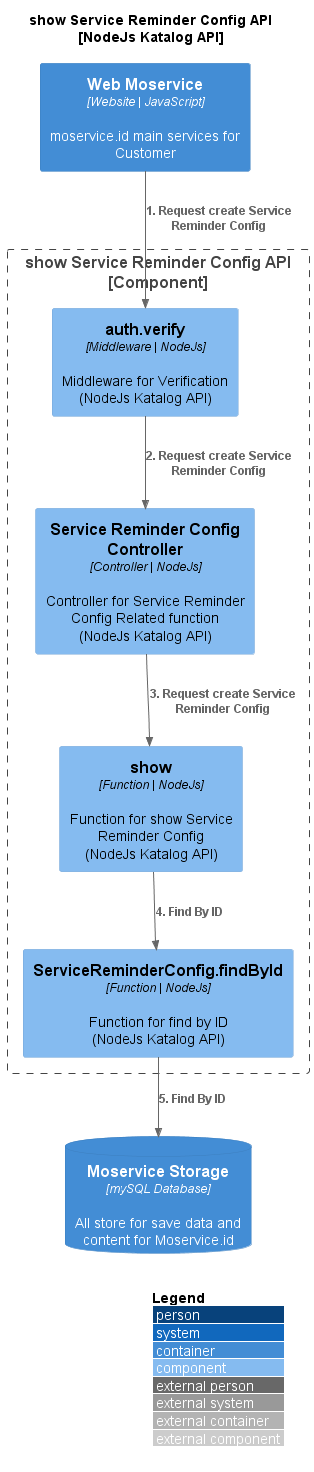 show Service Reminder Config API
[NodeJs Katalog API]
Web Moservice
[Website | JavaScript]
moservice.id main services for
Customer
1. Request create Service
Reminder Config
show Service Reminder Config API
[Component]
auth.verify
[Middleware | NodeJs]
Middleware for Verification
(NodeJs Katalog API)
2. Request create Service
Reminder Config
Service Reminder Config
Controller
[Controller | NodeJs]
Controller for Service Reminder
Config Related function
(NodeJs Katalog API)
3. Request create Service
Reminder Config
show
[Function | NodeJs]
Function for show Service
Reminder Config
(NodeJs Katalog API)
4. Find By ID
ServiceReminderConfig.findById
[Function | NodeJs]
Function for find by ID
(NodeJs Katalog API)
5. Find By ID
Moservice Storage
[mySQL Database]
All store for save data and
content for Moservice.id
Legend
person
system
container
component
external person
external system
external container
external component